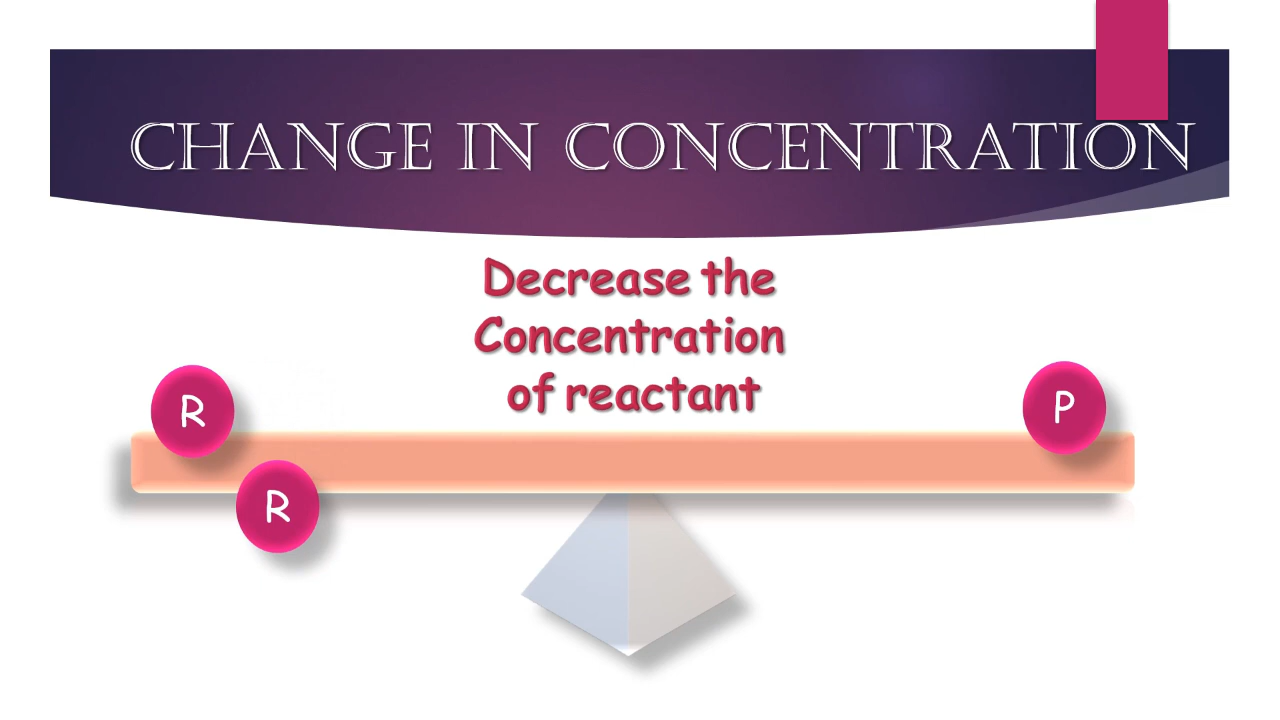 CHANGE IN CONCENTRATION
Decrease the
Concentration
of reactant
R
P
R